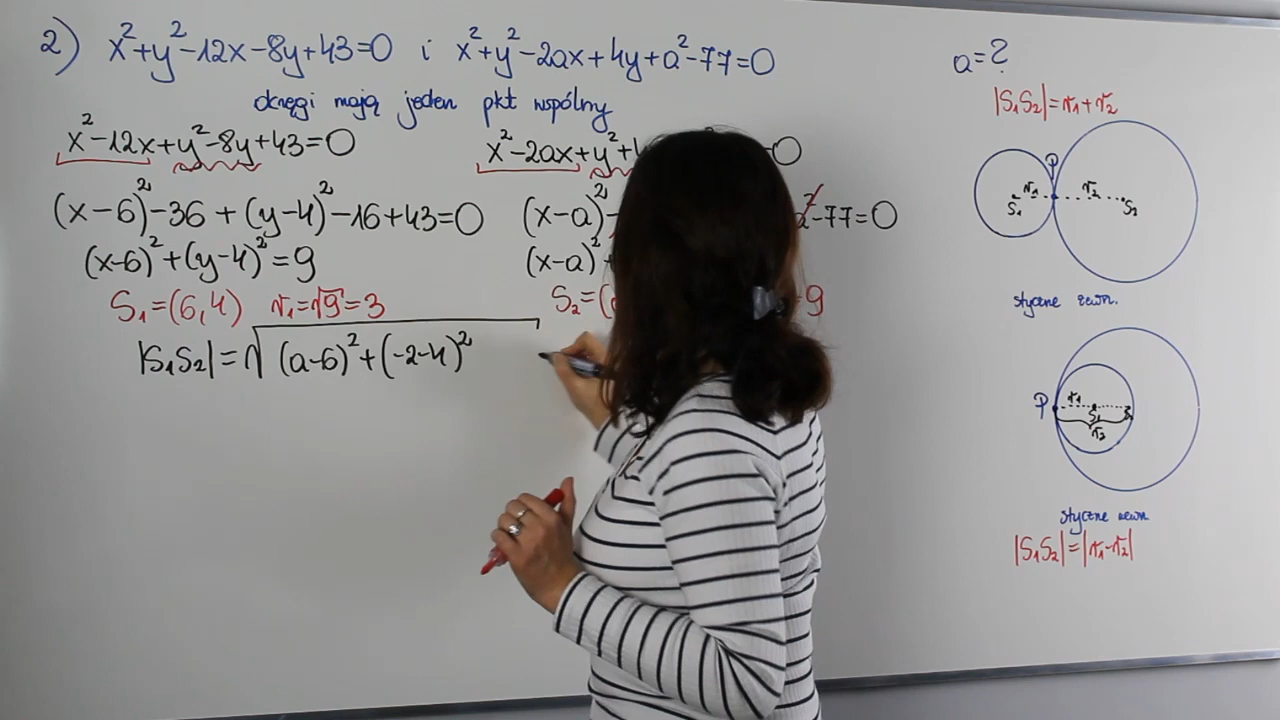 2) x²+y²-12x-8y+43=0 i x²+y²-2ax+4y+a²-77=0
okręgi mają jeden pkt wspólny
x²-12x+y²-8y+43=0
(x-6)²-36+(y-4)²-16+43=0
(x-6)²+(y-4)²=9
S₁=(6,4) r₁=√9=3
|S₁S₂|=√(a-6)²+(-2-4)²
x²-2ax+y²+ =0
(x-a)²- a²-77=0
(x-a)²+
S₂=( 9
a=?
|S₁S₂|=r₁+r₂
P
r₁ r₂
S₁ S₂
styczne zewn.
P r₁
S₁
r₂
styczne wewn.
|S₁S₂|=|r₁-r₂|